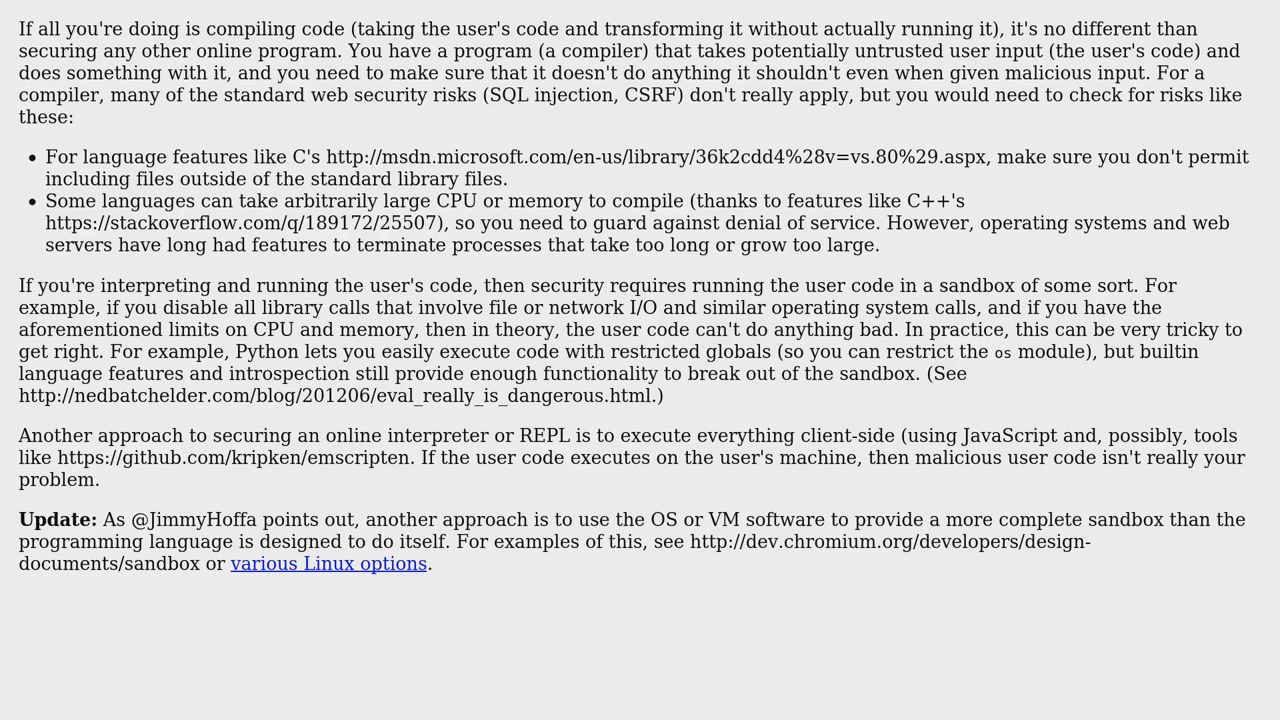 If all you're doing is compiling code (taking the user's code and transforming it without actually running it), it's no different than
securing any other online program. You have a program (a compiler) that takes potentially untrusted user input (the user's code) and
does something with it, and you need to make sure that it doesn't do anything it shouldn't even when given malicious input. For a
compiler, many of the standard web security risks (SQL injection, CSRF) don't really apply, but you would need to check for risks like
these:
• For language features like C's http://msdn.microsoft.com/en-us/library/36k2cdd4%28v=vs.80%29.aspx, make sure you don't permit
including files outside of the standard library files.
• Some languages can take arbitrarily large CPU or memory to compile (thanks to features like C++'s
https://stackoverflow.com/q/189172/25507), so you need to guard against denial of service. However, operating systems and web
servers have long had features to terminate processes that take too long or grow too large.
If you're interpreting and running the user's code, then security requires running the user code in a sandbox of some sort. For
example, if you disable all library calls that involve file or network I/O and similar operating system calls, and if you have the
aforementioned limits on CPU and memory, then in theory, the user code can't do anything bad. In practice, this can be very tricky to
get right. For example, Python lets you easily execute code with restricted globals (so you can restrict the os module), but builtin
language features and introspection still provide enough functionality to break out of the sandbox. (See
http://nedbatchelder.com/blog/201206/eval_really_is_dangerous.html.)
Another approach to securing an online interpreter or REPL is to execute everything client-side (using JavaScript and, possibly, tools
like https://github.com/kripken/emscripten. If the user code executes on the user's machine, then malicious user code isn't really your
problem.
Update: As @JimmyHoffa points out, another approach is to use the OS or VM software to provide a more complete sandbox than the
programming language is designed to do itself. For examples of this, see http://dev.chromium.org/developers/design-
documents/sandbox or various Linux options.